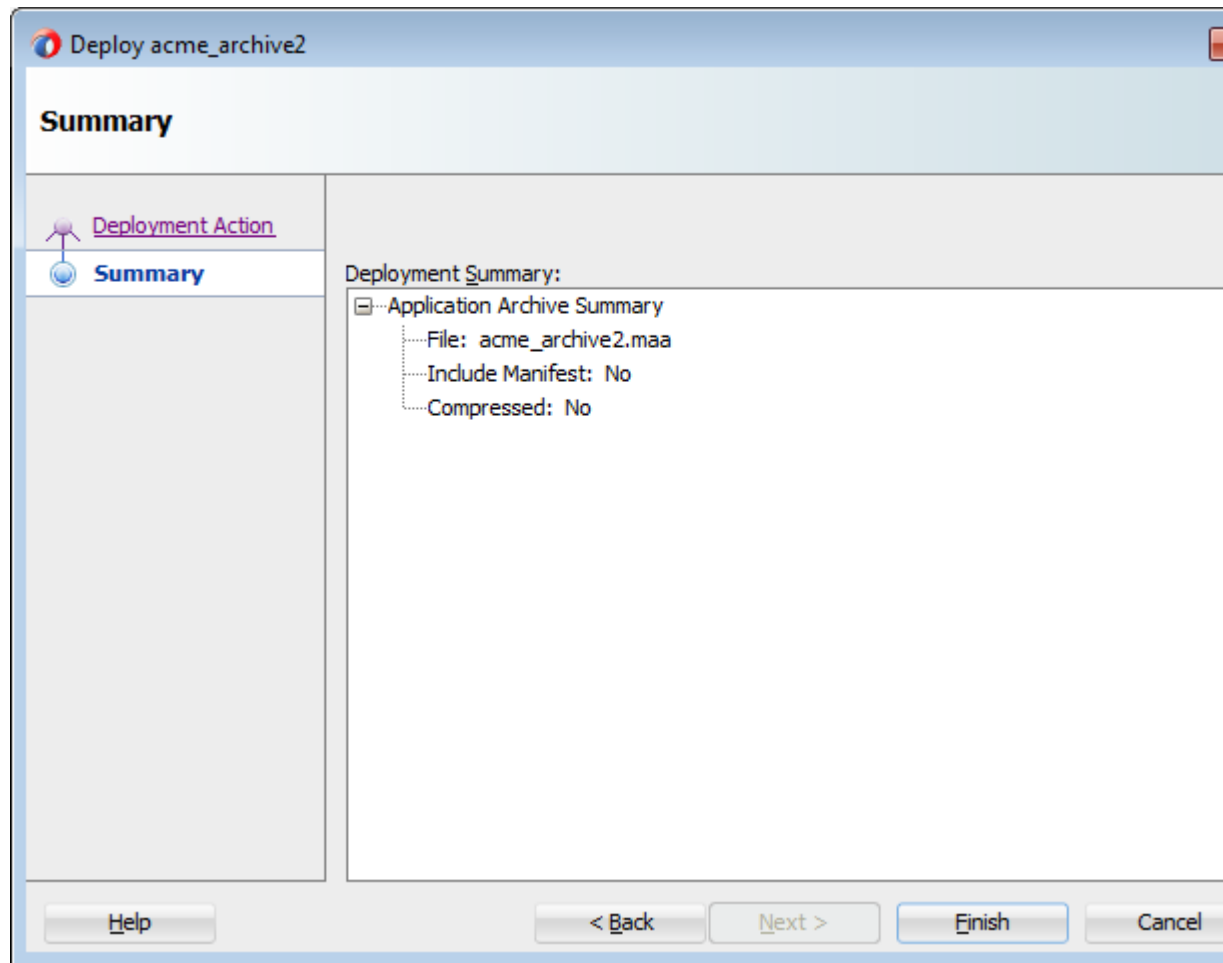 Deploy acme_archive2
Summary
Deployment Action
Summary
Deployment Summary:
Application Archive Summary
File: acme_archive2.maa
Include Manifest: No
Compressed: No
Help
< Back
Next >
Finish
Cancel